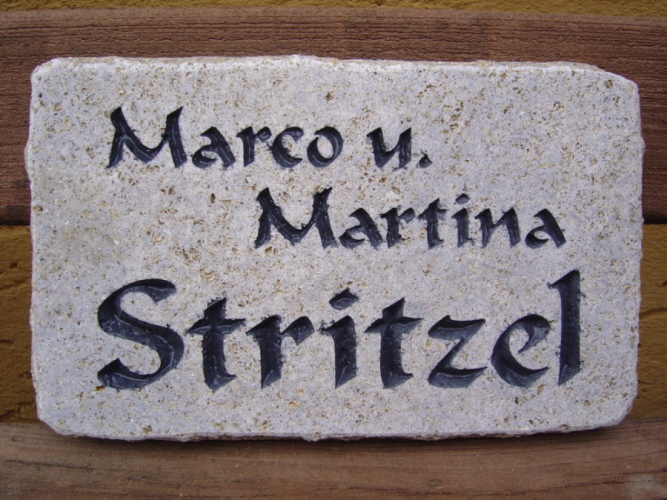 Marco u.
Martina
Stritzel